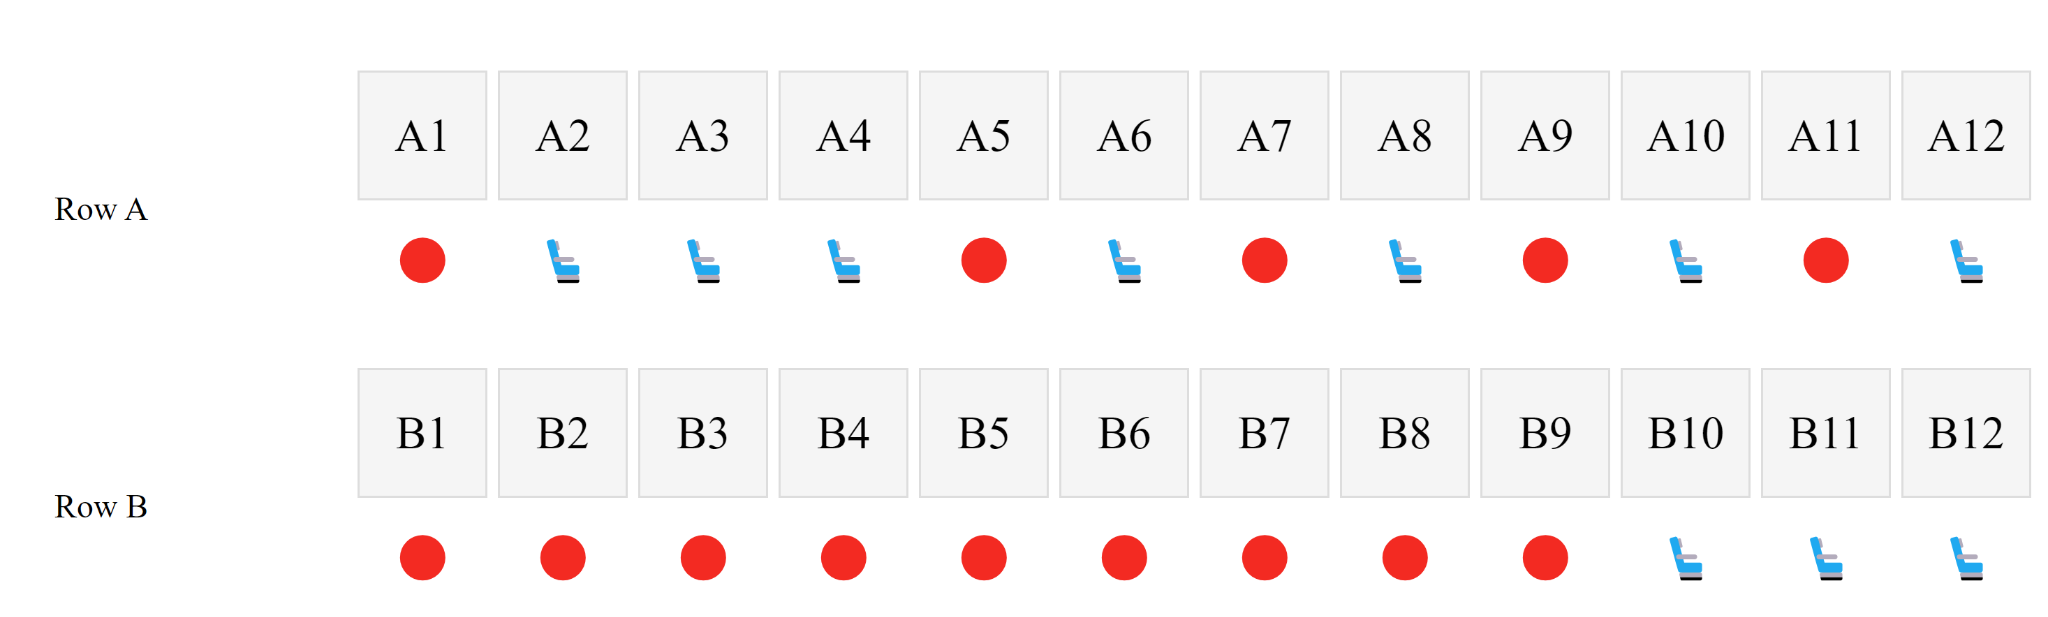 A1 A2 A3 A4 A5 A6 A7 A8 A9 A10 A11 A12
Row A
B1 B2 B3 B4 B5 B6 B7 B8 B9 B10 B11 B12
Row B